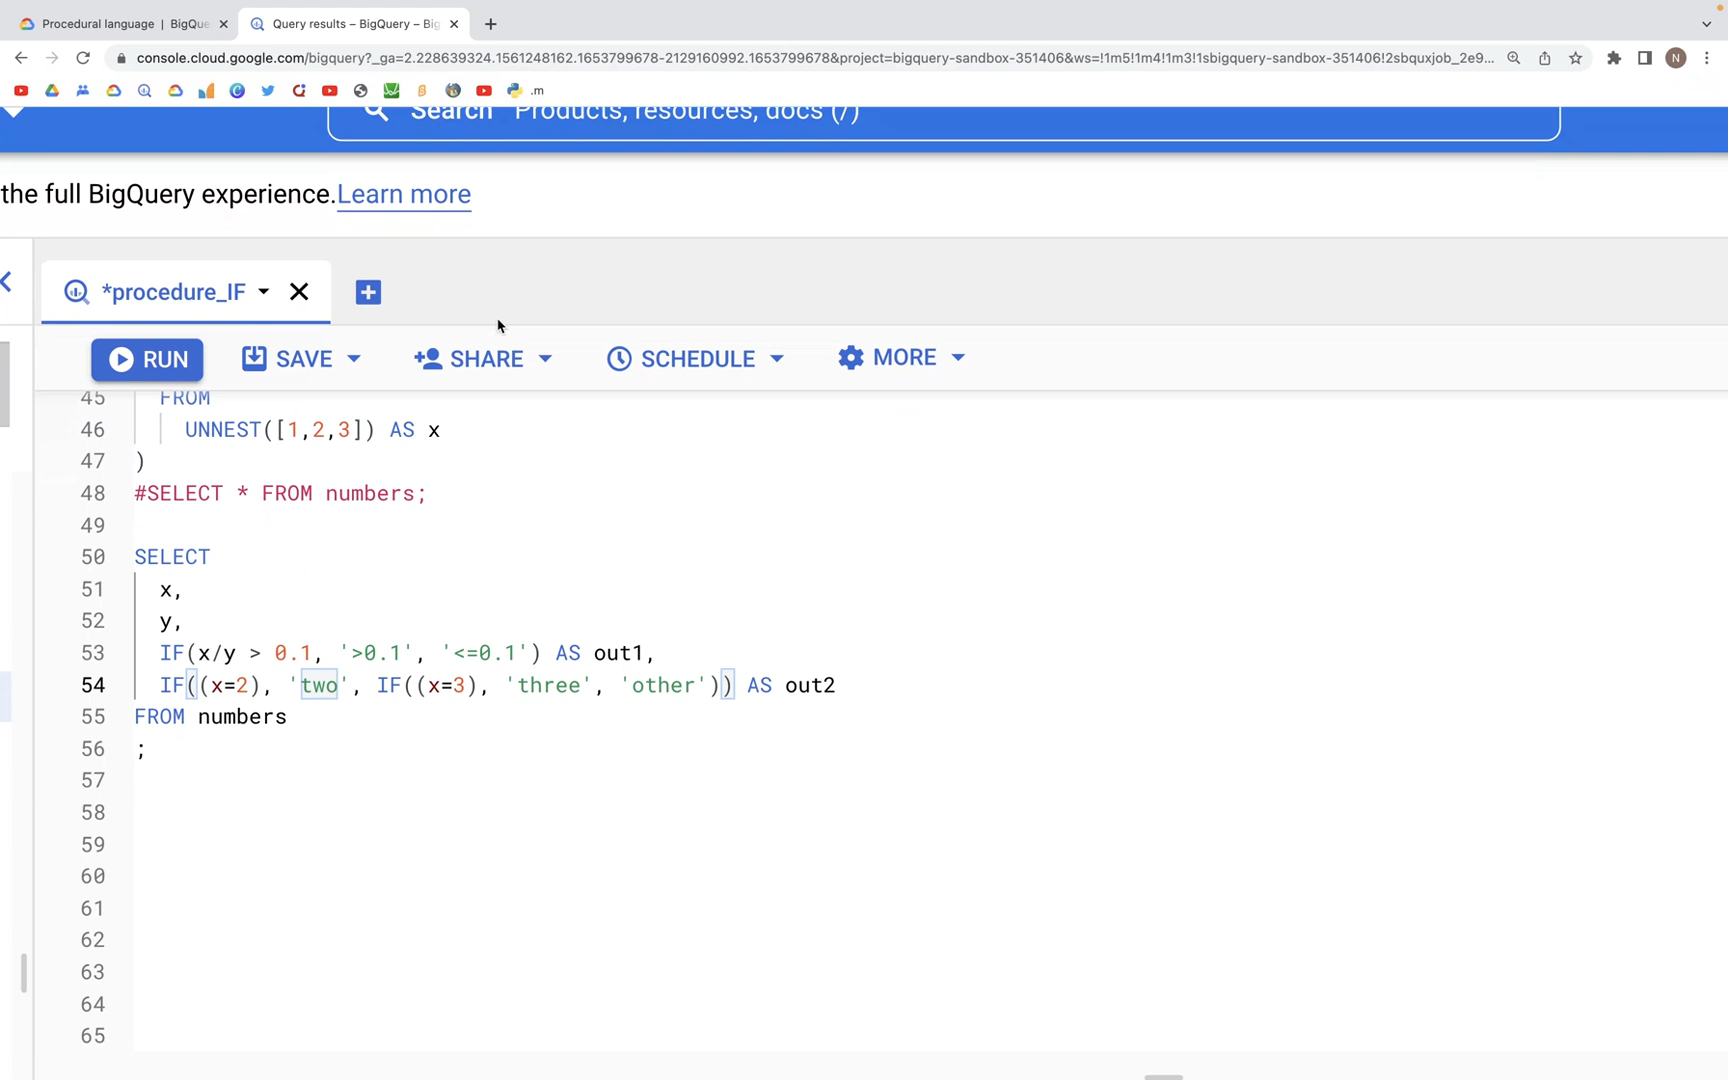 Procedural language | BigQue
Query results – BigQuery – Big
console.cloud.google.com/bigquery?_ga=2.228639324.1561248162.1653799678-2129160992.1653799678&project=bigquery-sandbox-351406&ws=!1m5!1m4!1m3!1sbigquery-sandbox-351406!2sbquxjob_2e9...
N
.m
Search Products, resources, docs (/)
the full BigQuery experience. Learn more
*procedure_IF
RUN SAVE SHARE SCHEDULE MORE
45 FROM
46 UNNEST([1,2,3]) AS x
47 )
48 #SELECT * FROM numbers;
49
50 SELECT
51 x,
52 y,
53 IF(x/y > 0.1, '>0.1', '<=0.1') AS out1,
54 IF((x=2), 'two', IF((x=3), 'three', 'other')) AS out2
55 FROM numbers
56 ;
57
58
59
60
61
62
63
64
65